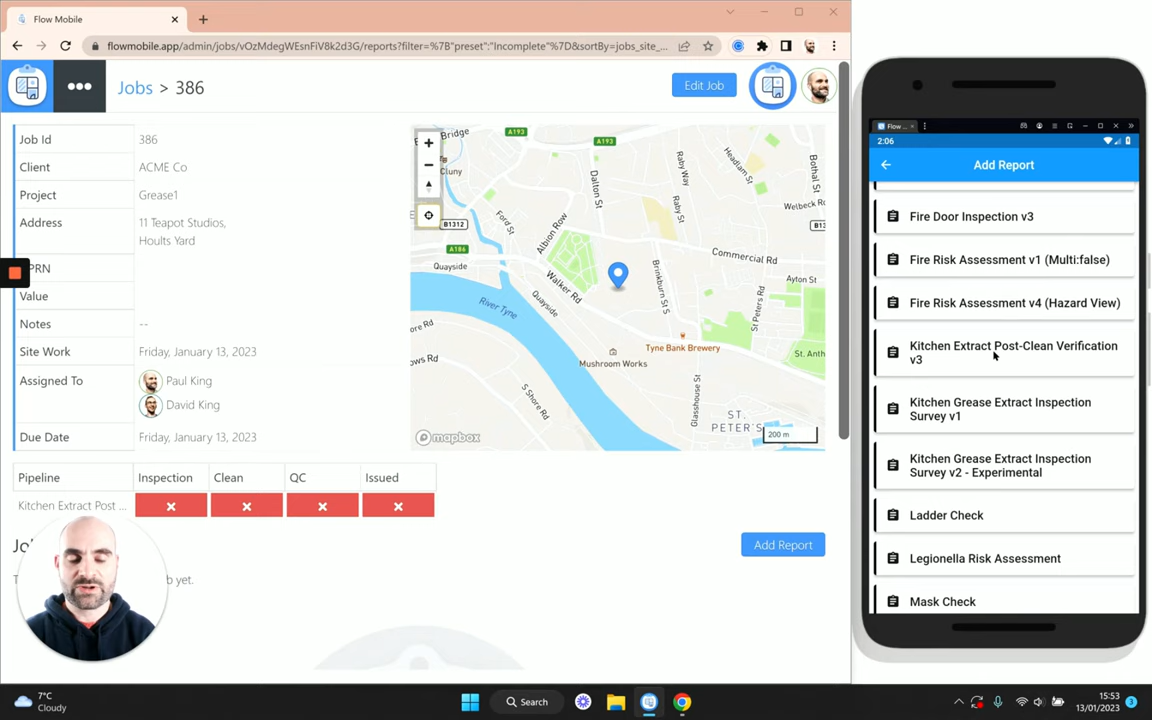 Flow Mobile
flowmobile.app/admin/jobs/vOzMdegWEsnFiV8k2d3G/reports?filter=%7B"preset":"Incomplete"%7D&sortBy=jobs_site_...
Jobs > 386
Edit Job
Job Id 386
Client ACME Co
Project Grease1
Address 11 Teapot Studios,
Hoults Yard
PRN
Value
Notes --
Site Work Friday, January 13, 2023
Assigned To Paul King
David King
Due Date Friday, January 13, 2023
Bridge
A193
A193
Cluny
Dalton St
Raby Way
Raby St
Headlam St
Bothal St
Welbeck Rd
B1312
Ford St
Albion Row
A186
Quayside
Walker Rd
Commercial Rd
Brinkburn St S
Ayton St
St Peter's Rd
Quayside
River Tyne
Tyne Bank Brewery
St. Anth
Mushroom Works
S Shore Rd
Glasshouse St
ST.
PETER'S
mapbox
200 m
Pipeline Inspection Clean QC Issued
Kitchen Extract Post ...
Add Report
job yet.
Flow ...
2:06
Add Report
Fire Door Inspection v3
Fire Risk Assessment v1 (Multi:false)
Fire Risk Assessment v4 (Hazard View)
Kitchen Extract Post-Clean Verification
v3
Kitchen Grease Extract Inspection
Survey v1
Kitchen Grease Extract Inspection
Survey v2 - Experimental
Ladder Check
Legionella Risk Assessment
Mask Check
7°C
Cloudy
Search
15:53
13/01/2023
3